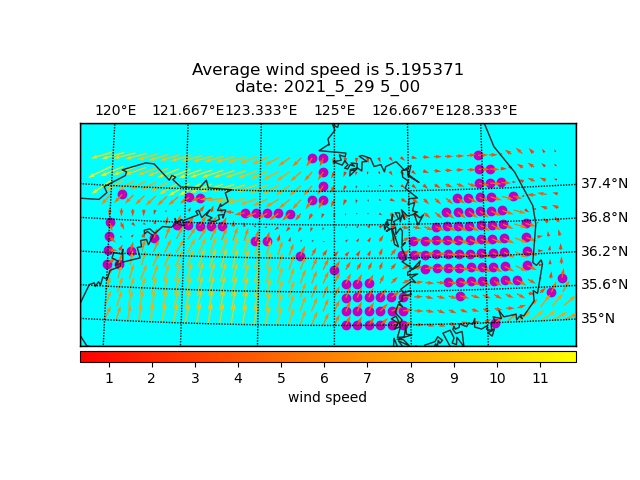 Average wind speed is 5.195371
date: 2021_5_29 5_00
120°E 121.667°E 123.333°E 125°E 126.667°E 128.333°E
37.4°N
36.8°N
36.2°N
35.6°N
35°N
1 2 3 4 5 6 7 8 9 10 11
wind speed